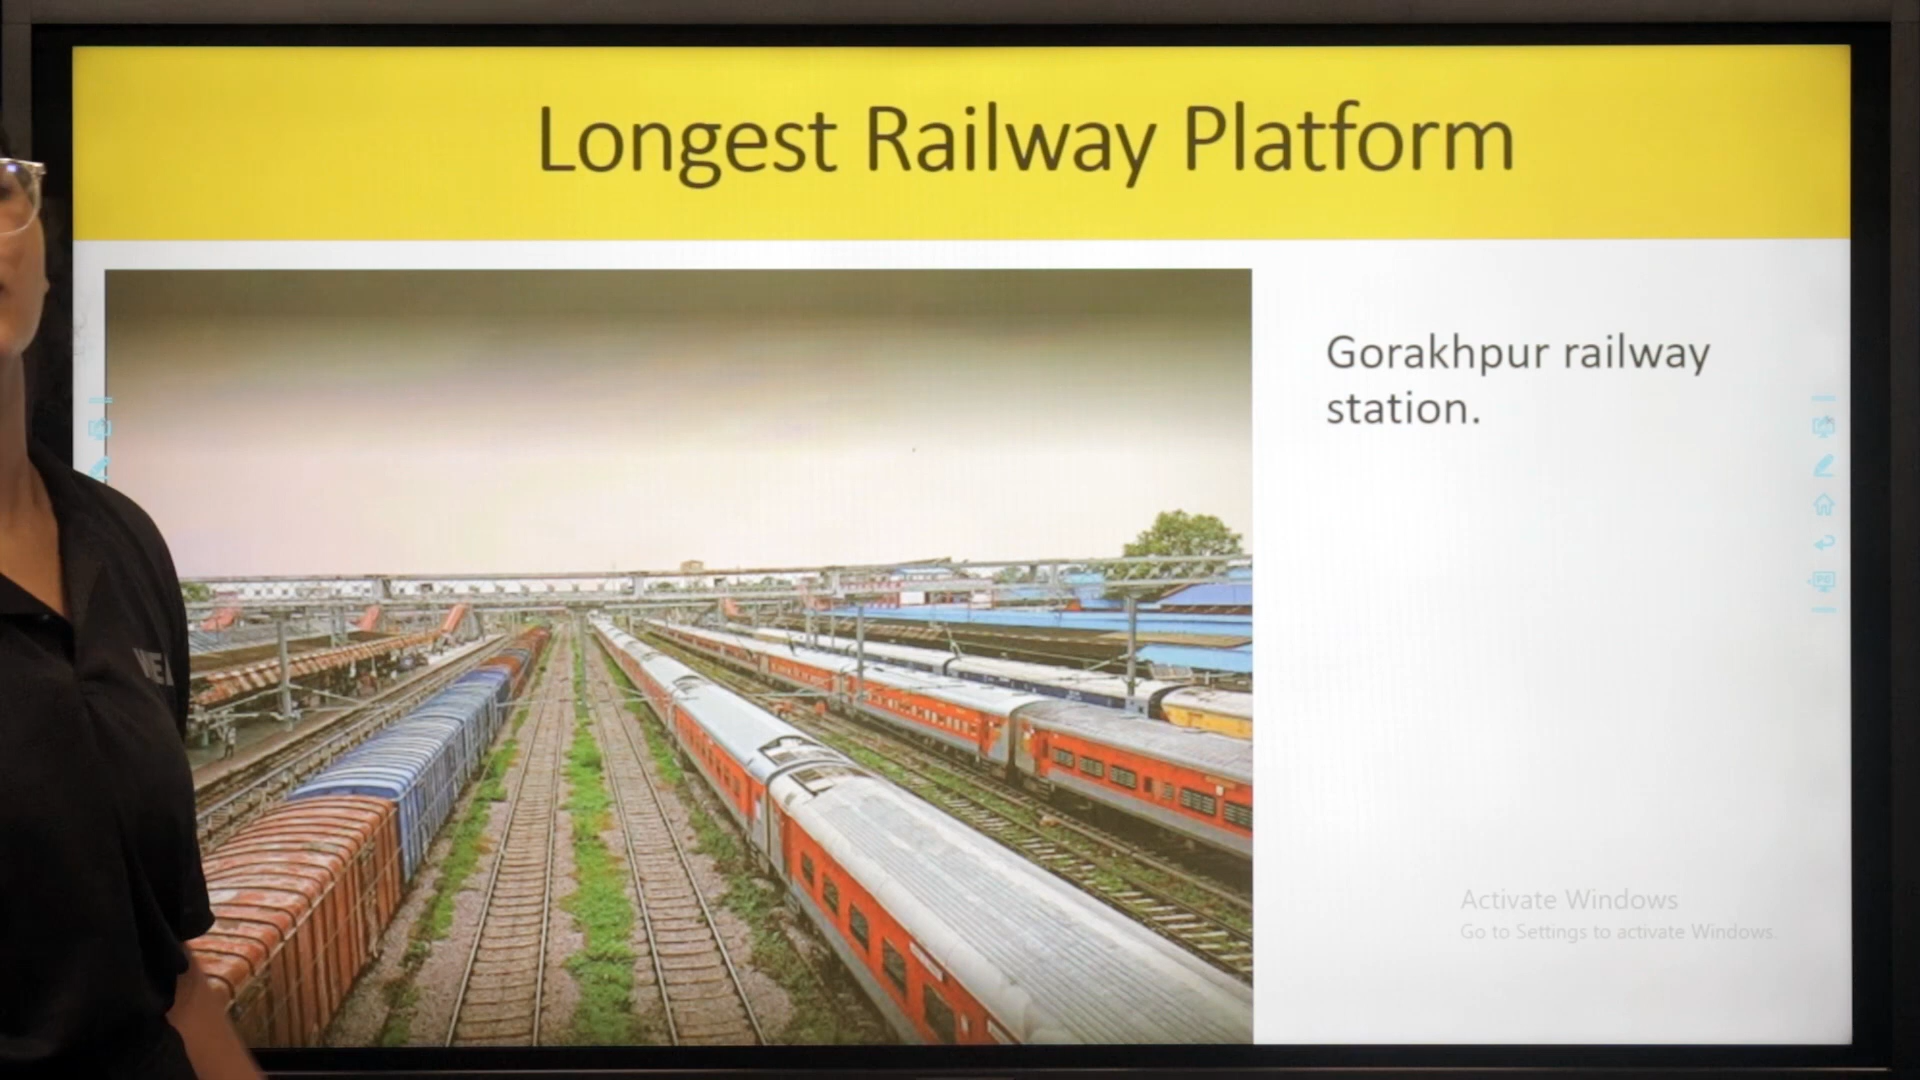 Longest Railway Platform
Gorakhpur railway
station.
Activate Windows
Go to Settings to activate Windows.